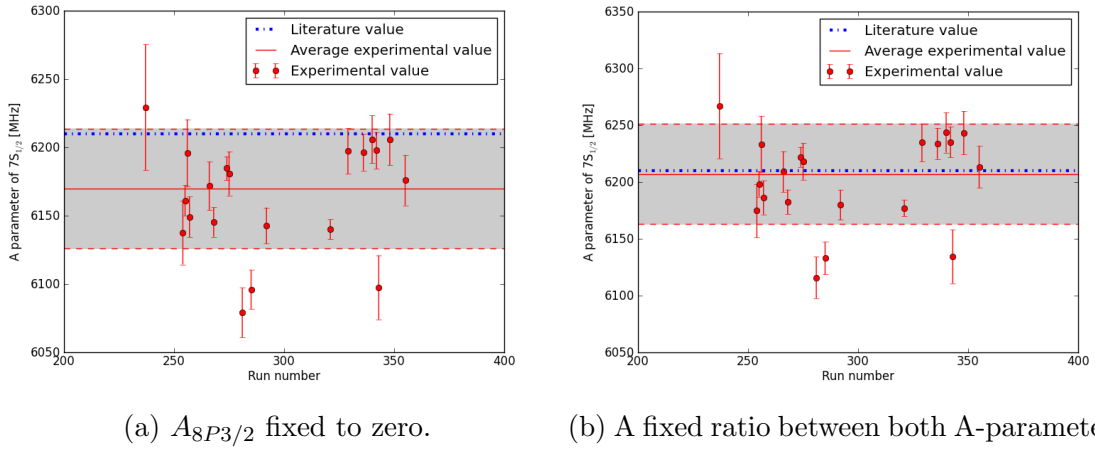 6300
6250
6200
6150
6100
6050
200
250
300
350
400
A parameter of 7S1/2 [MHz]
Run number
Literature value
Average experimental value
Experimental value
6350
6300
6250
6200
6150
6100
6050
200
250
300
350
400
A parameter of 7S1/2 [MHz]
Run number
Literature value
Average experimental value
Experimental value
(a) A8P3/2 fixed to zero.
(b) A fixed ratio between both A-paramete